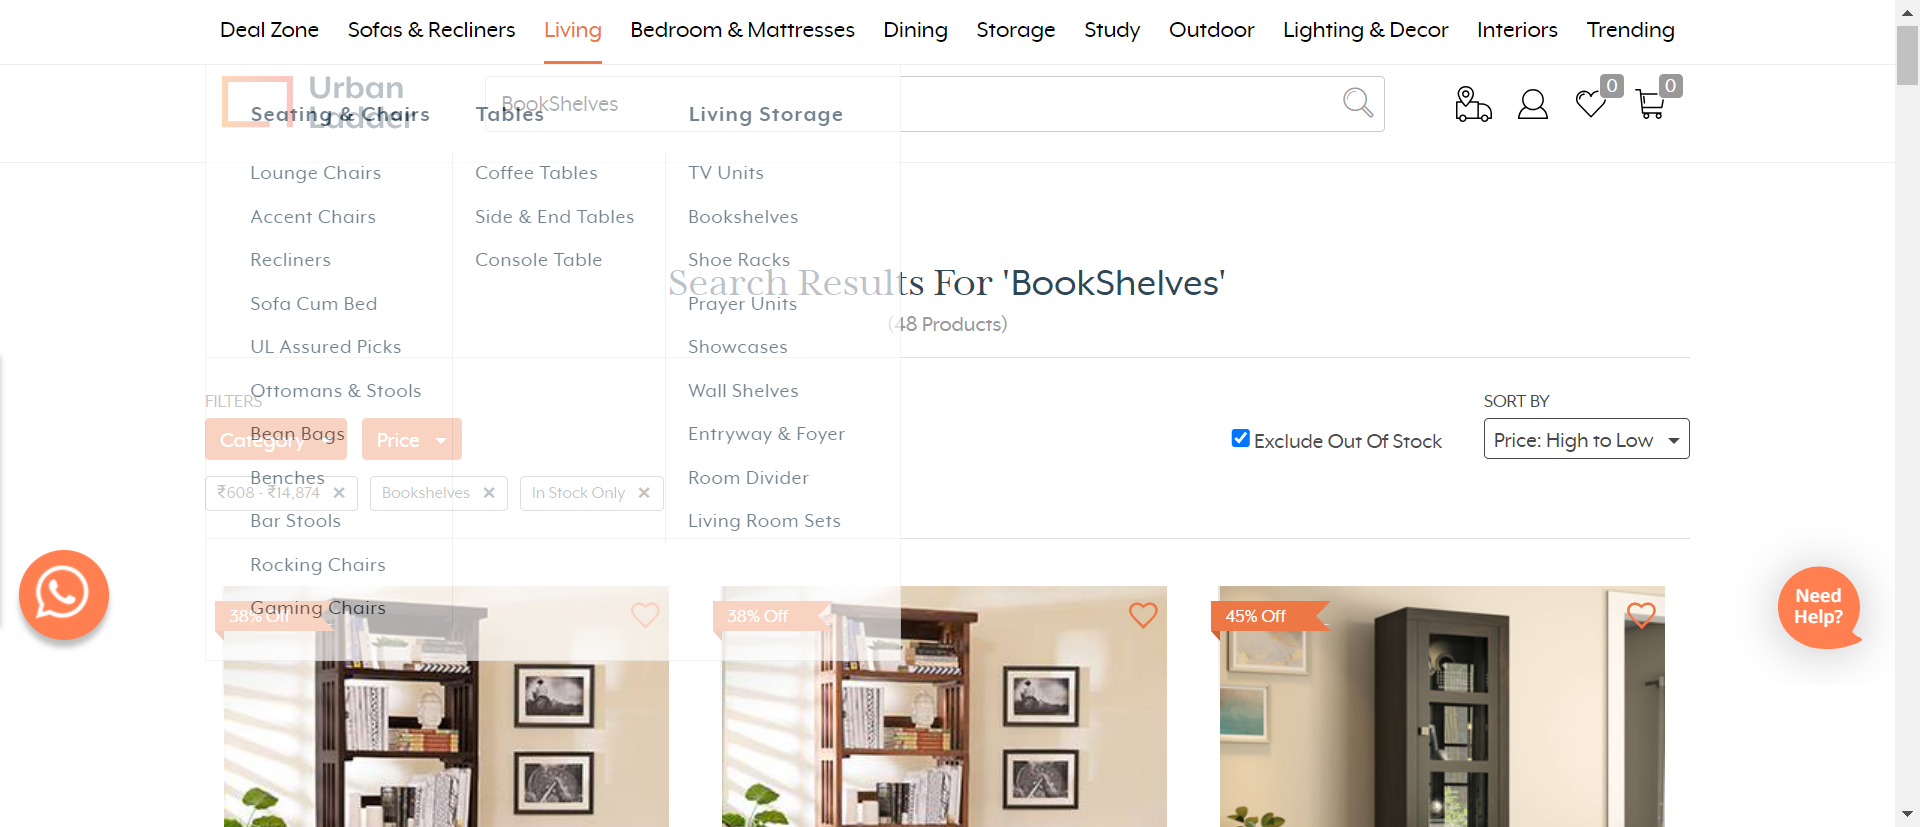 Deal Zone Sofas & Recliners Living Bedroom & Mattresses Dining Storage Study Outdoor Lighting & Decor Interiors Trending
Urban
Ladder
BookShelves
0
0
Seating & Chairs
Lounge Chairs
Accent Chairs
Recliners
Sofa Cum Bed
UL Assured Picks
Ottomans & Stools
Bean Bags
Benches
Bar Stools
Rocking Chairs
Gaming Chairs
Tables
Coffee Tables
Side & End Tables
Console Table
Living Storage
TV Units
Bookshelves
Shoe Racks
Prayer Units
Showcases
Wall Shelves
Entryway & Foyer
Room Divider
Living Room Sets
Search Results For 'BookShelves'
(48 Products)
FILTERS
Category
Price
SORT BY
Exclude Out Of Stock
Price: High to Low
₹608 - ₹14,874
Bookshelves
In Stock Only
38% Off
38% Off
45% Off
Need
Help?